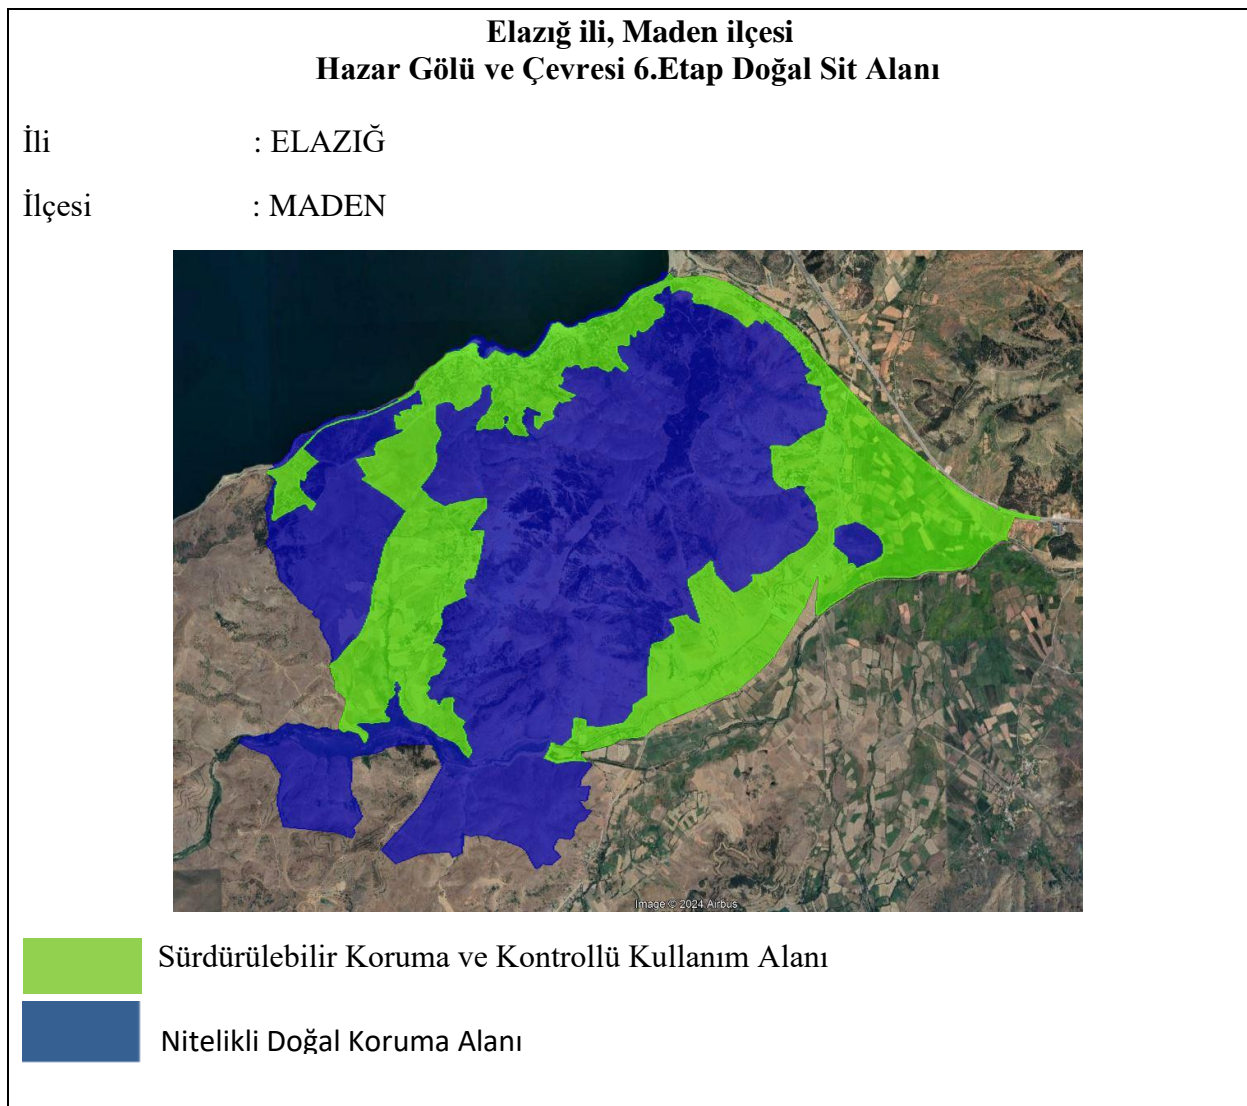 Elazığ ili, Maden ilçesi
Hazar Gölü ve Çevresi 6.Etap Doğal Sit Alanı
İli : ELAZIĞ
İlçesi : MADEN
Image © 2024 Airbus
Sürdürülebilir Koruma ve Kontrollü Kullanım Alanı
Nitelikli Doğal Koruma Alanı